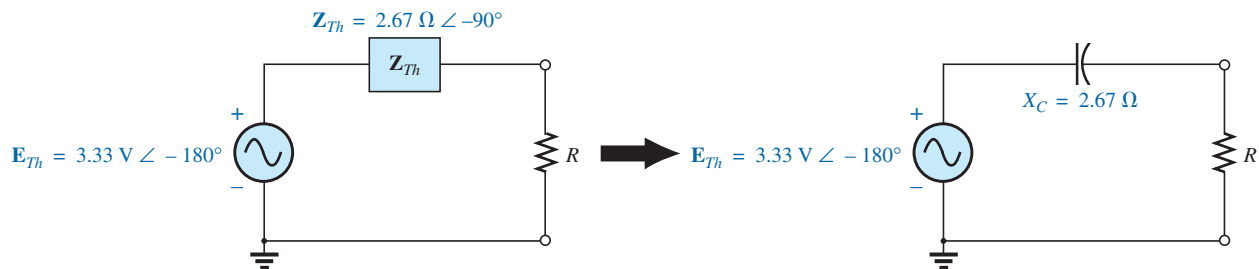 Z_Th = 2.67 Ω ∠ –90°
Z_Th
+
E_Th = 3.33 V ∠ – 180°
–
R
X_C = 2.67 Ω
+
E_Th = 3.33 V ∠ – 180°
–
R